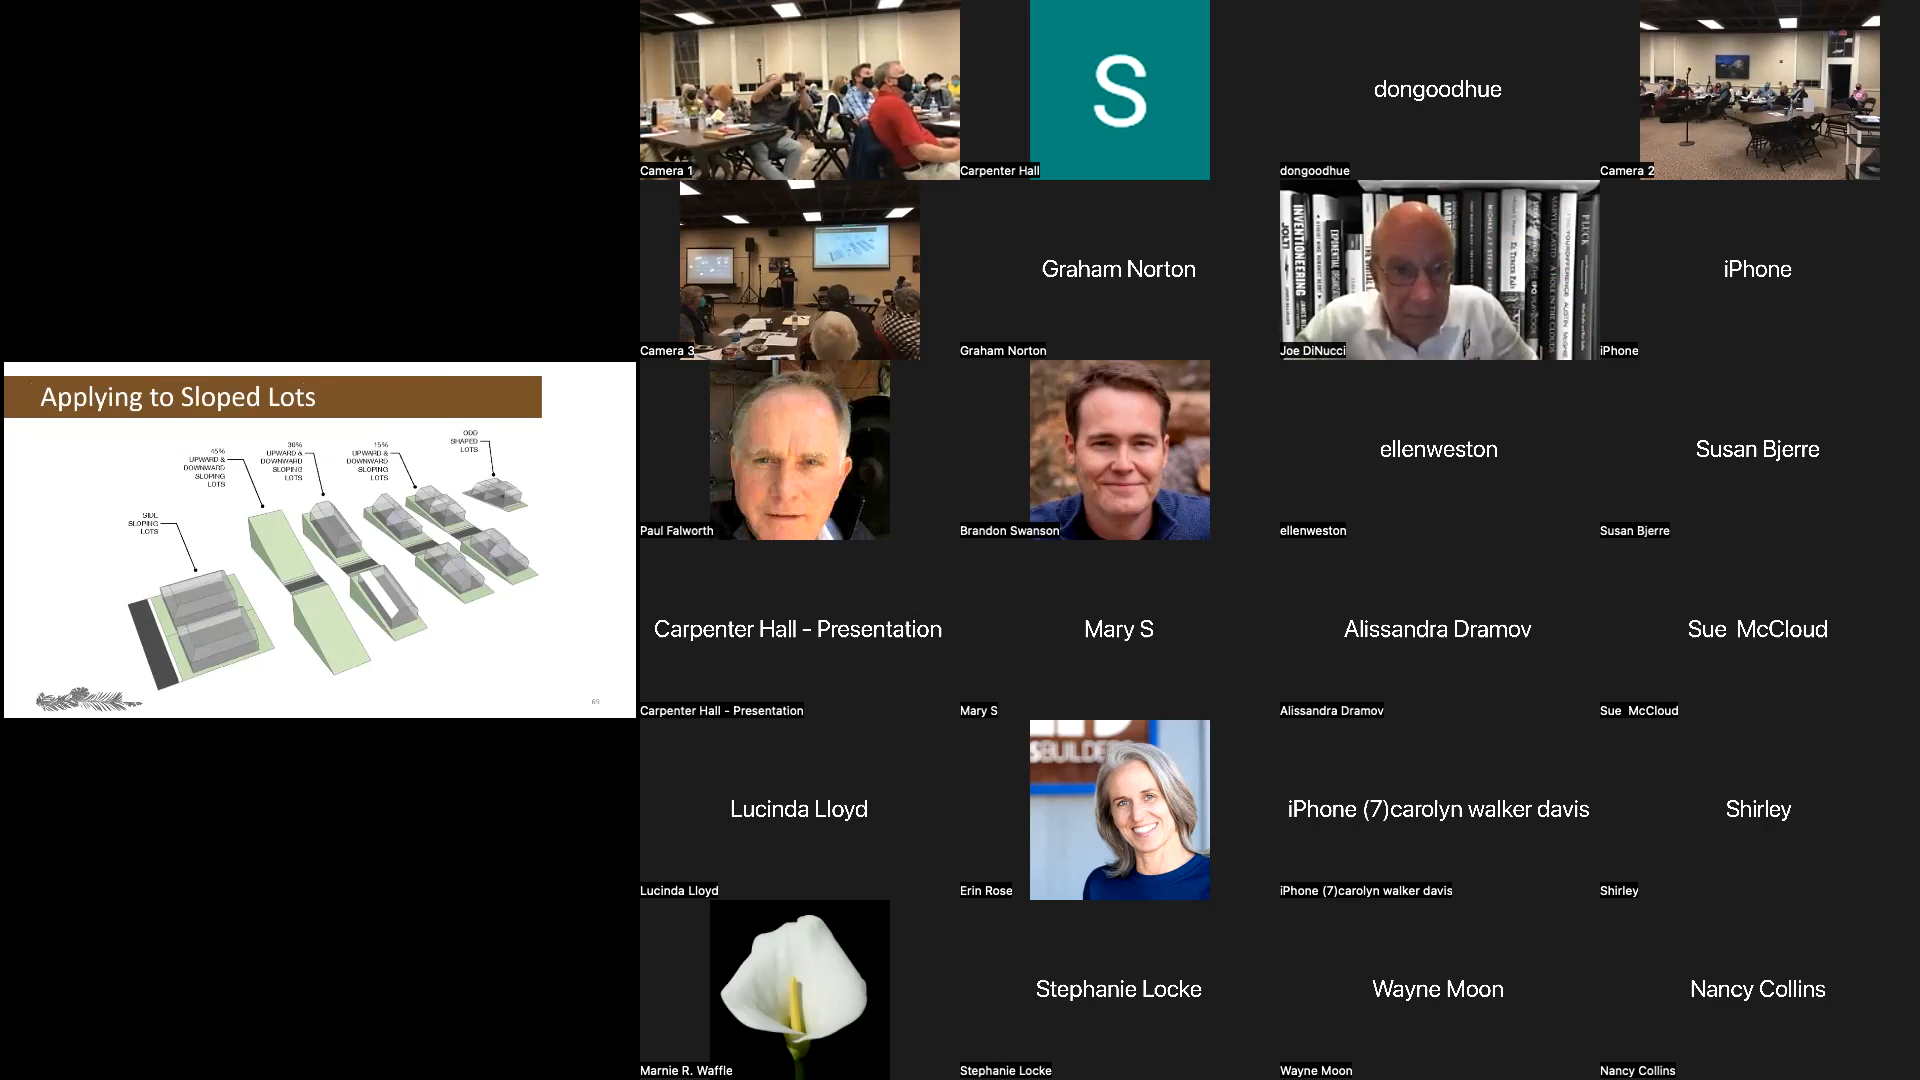 Applying to Sloped Lots
45%
UPWARD &
DOWNWARD
SLOPING
LOTS
30%
UPWARD &
DOWNWARD
SLOPING
LOTS
15%
UPWARD &
DOWNWARD
SLOPING
LOTS
ODD
SHAPED
LOTS
SIDE
SLOPING
LOTS
69
Camera 1
S
Carpenter Hall
dongoodhue
dongoodhue
Camera 2
Camera 3
Graham Norton
Graham Norton
INVENTIONEERING
JOLT!
Joe DiNucci
iPhone
iPhone
Paul Falworth
Brandon Swanson
ellenweston
ellenweston
Susan Bjerre
Susan Bjerre
Carpenter Hall - Presentation
Carpenter Hall - Presentation
Mary S
Mary S
Alissandra Dramov
Alissandra Dramov
Sue McCloud
Sue McCloud
Lucinda Lloyd
Lucinda Lloyd
Erin Rose
iPhone (7)carolyn walker davis
iPhone (7)carolyn walker davis
Shirley
Shirley
Marnie R. Waffle
Stephanie Locke
Stephanie Locke
Wayne Moon
Wayne Moon
Nancy Collins
Nancy Collins